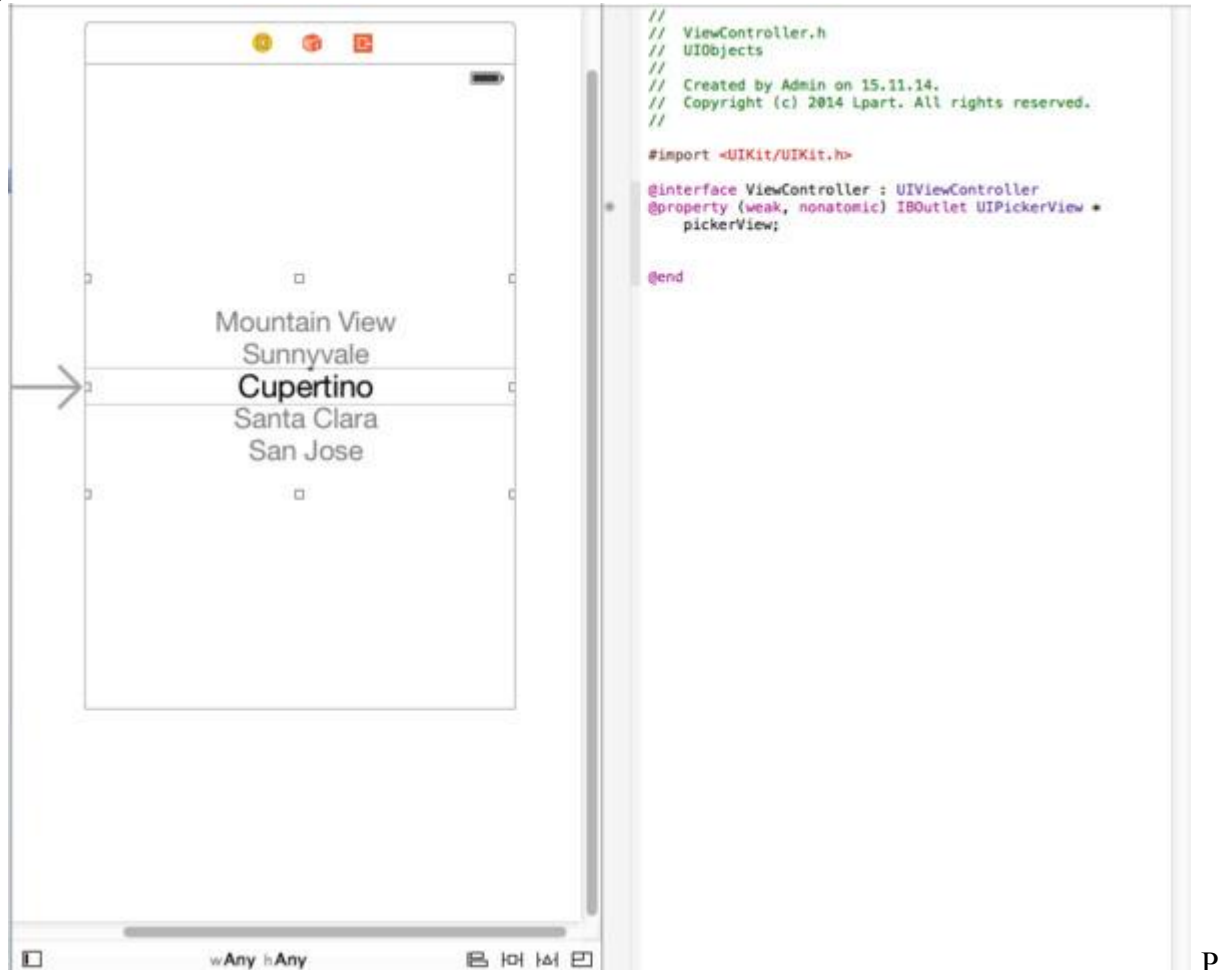 Mountain View
Sunnyvale
Cupertino
Santa Clara
San Jose
wAny hAny
//
//  ViewController.h
//  UIObjects
//
//  Created by Admin on 15.11.14.
//  Copyright (c) 2014 Lpart. All rights reserved.
//
#import <UIKit/UIKit.h>
@interface ViewController : UIViewController
@property (weak, nonatomic) IBOutlet UIPickerView *
pickerView;
@end
P